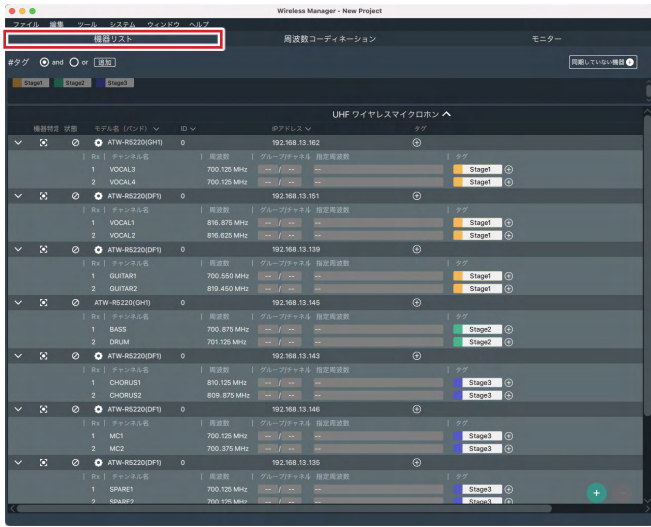 Wireless Manager - New Project
ファイル 編集 ツール システム ウィンドウ ヘルプ
機器リスト 周波数コーディネーション モニター
#タグ and or 追加 同期していない機器
Stage1 Stage2 Stage3
UHF ワイヤレスマイクロホン
機器特定 状態 モデル名（バンド） ID IPアドレス タグ
ATW-R5220(GH1) 0 192.168.13.162
Rx チャンネル名 周波数 グループ/チャネル 指定周波数 タグ
1 VOCAL3 700.125 MHz -- / -- -- Stage1
2 VOCAL4 700.125 MHz -- / -- -- Stage1
ATW-R5220(DF1) 0 192.168.13.151
Rx チャンネル名 周波数 グループ/チャネル 指定周波数 タグ
1 VOCAL1 816.875 MHz -- / -- -- Stage1
2 VOCAL2 816.625 MHz -- / -- -- Stage1
ATW-R5220(DF1) 0 192.168.13.139
Rx チャンネル名 周波数 グループ/チャネル 指定周波数 タグ
1 GUITAR1 700.550 MHz -- / -- -- Stage1
2 GUITAR2 819.450 MHz -- / -- -- Stage1
ATW-R5220(GH1) 0 192.168.13.145
Rx チャンネル名 周波数 グループ/チャネル 指定周波数 タグ
1 BASS 700.875 MHz -- / -- -- Stage2
2 DRUM 701.125 MHz -- / -- -- Stage2
ATW-R5220(DF1) 0 192.168.13.143
Rx チャンネル名 周波数 グループ/チャネル 指定周波数 タグ
1 CHORUS1 810.125 MHz -- / -- -- Stage3
2 CHORUS2 809.875 MHz -- / -- -- Stage3
ATW-R5220(DF1) 0 192.168.13.146
Rx チャンネル名 周波数 グループ/チャネル 指定周波数 タグ
1 MC1 700.125 MHz -- / -- -- Stage3
2 MC2 700.375 MHz -- / -- -- Stage3
ATW-R5220(DF1) 0 192.168.13.135
Rx チャンネル名 周波数 グループ/チャネル 指定周波数 タグ
1 SPARE1 700.125 MHz -- / -- -- Stage3
2 SPARE2 700.125 MHz -- / -- -- Stage3